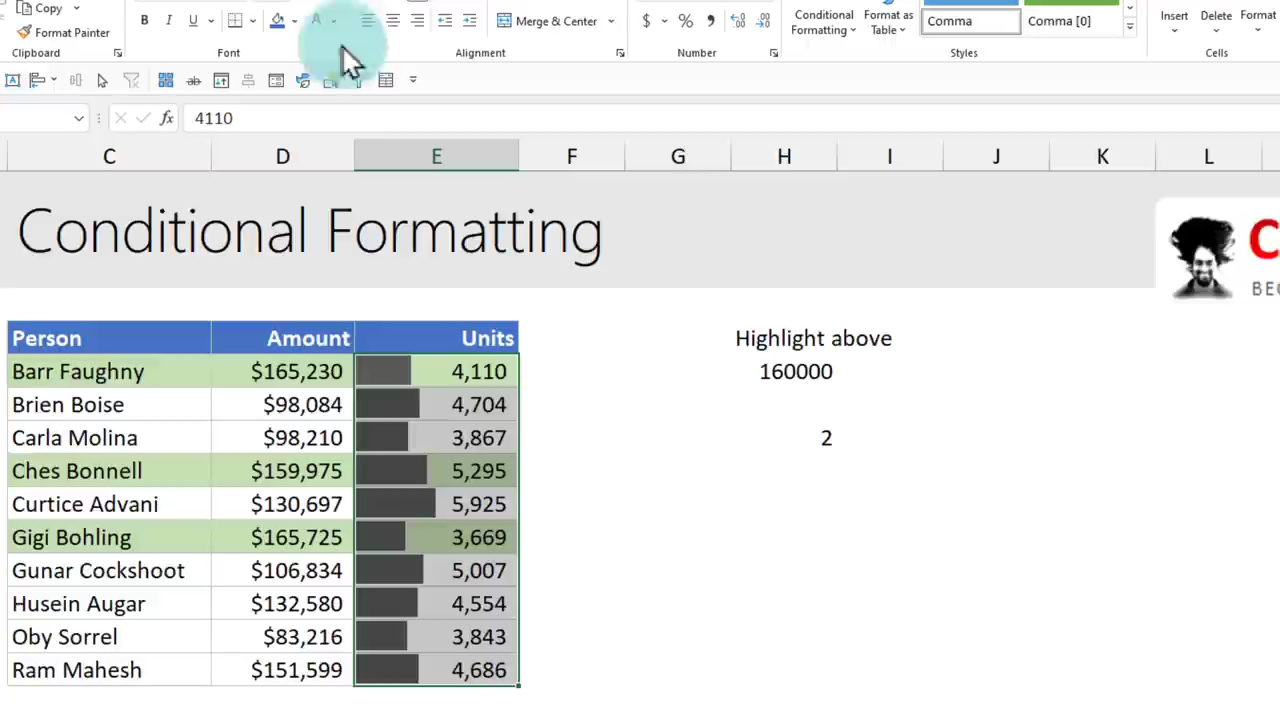 Copy
Format Painter
Clipboard
B I U
A
Font
Merge & Center
Alignment
$ % 9
Number
Conditional
Formatting
Format as
Table
Comma
Comma [0]
Styles
Insert
Delete
Format
Cells
ab
fx
4110
C D E F G H I J K L
Conditional Formatting
C
BEC
Person Amount Units
Barr Faughny $165,230 4,110
Brien Boise $98,084 4,704
Carla Molina $98,210 3,867
Ches Bonnell $159,975 5,295
Curtice Advani $130,697 5,925
Gigi Bohling $165,725 3,669
Gunar Cockshoot $106,834 5,007
Husein Augar $132,580 4,554
Oby Sorrel $83,216 3,843
Ram Mahesh $151,599 4,686
Highlight above
160000
2